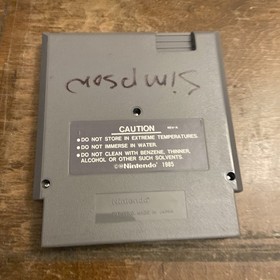 Simpson
CAUTION
● DO NOT STORE IN EXTREME TEMPERATURES.
● DO NOT IMMERSE IN WATER.
● DO NOT CLEAN WITH BENZENE, THINNER,
ALCOHOL OR OTHER SUCH SOLVENTS.
©Nintendo 1985
Nintendo